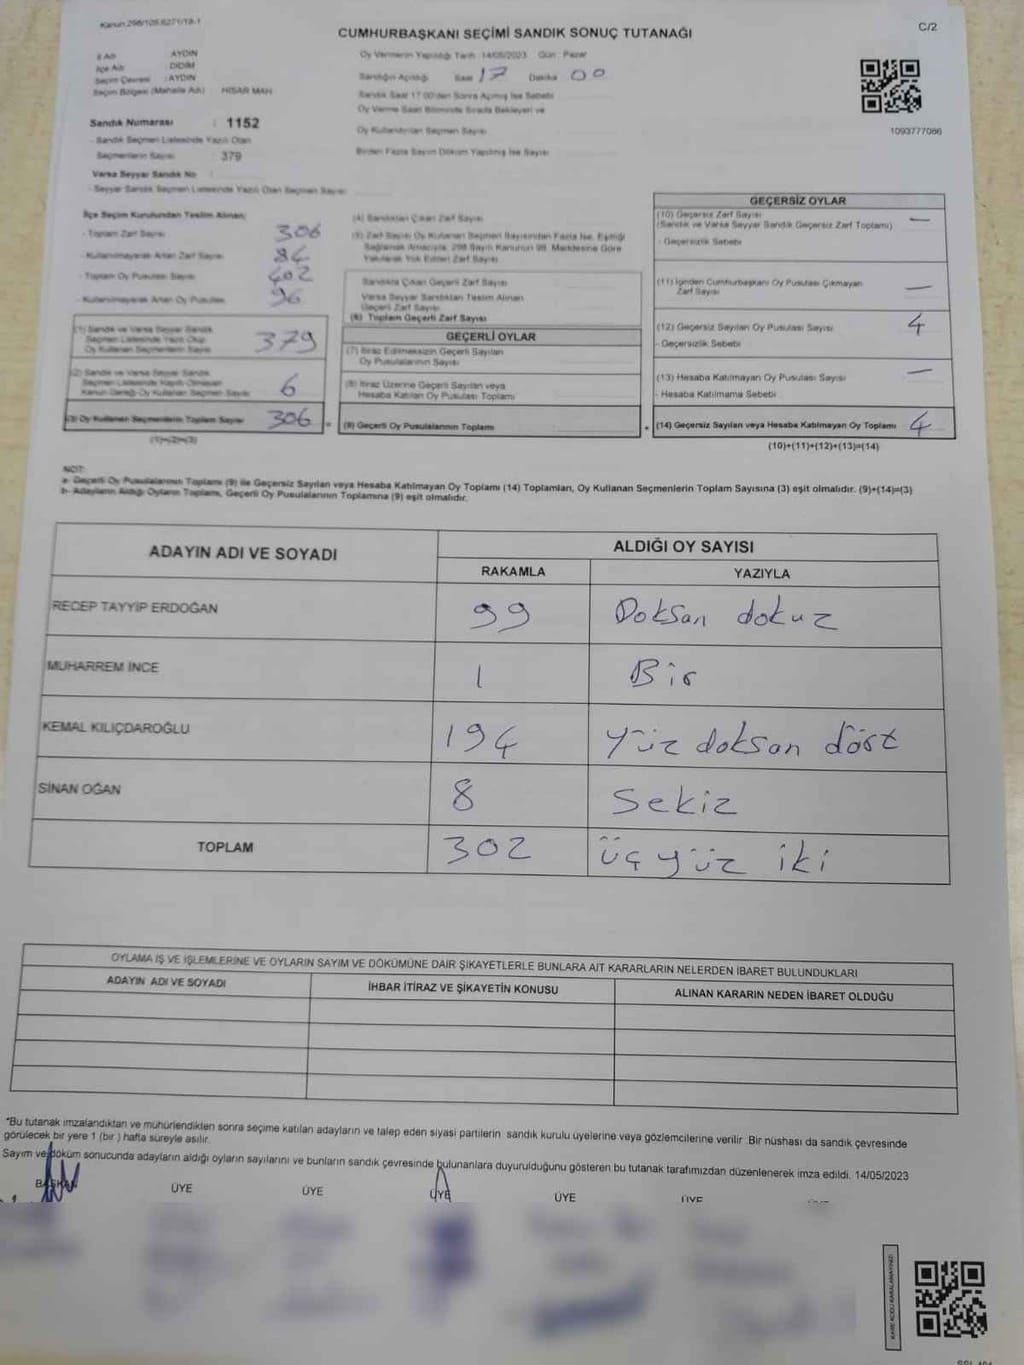 Kanun 298/105.6271/19-1
C/2
CUMHURBAŞKANI SEÇİMİ SANDIK SONUÇ TUTANAĞI
İl Adı : AYDIN
İlçe Adı : DİDİM
Seçim Çevresi : AYDIN
Seçim Bölgesi (Mahalle Adı) : HİSAR MAH
Oy Vermenin Yapıldığı Tarih 14/05/2023 Gün : Pazar
Sandığın Açıldığı Saat 17 Dakika 00
Sandık Saat 17.00'den Sonra Açmış İse Sebebi
Oy Verme Saati Bitiminde Sırada Bekleyen ve
Oy Kullandırılan Seçmen Sayısı
Birden Fazla Sayım Döküm Yapılmış İse Sayısı
1093777086
Sandık Numarası : 1152
- Sandık Seçmen Listesinde Yazılı Olan
Seçmenlerin Sayısı : 379
Varsa Seyyar Sandık No
- Seyyar Sandık Seçmen Listesinde Yazılı Olan Seçmen Sayısı
İlçe Seçim Kurulundan Teslim Alınan;
- Toplam Zarf Sayısı 306
- Kullanılmayarak Artan Zarf Sayısı 84
- Toplam Oy Pusulası Sayısı 402
- Kullanılmayarak Artan Oy Pusulası 96
(1) Sandık ve Varsa Seyyar Sandık
Seçmen Listesinde Yazılı Olup
Oy Kullanan Seçmenlerin Sayısı 379
(2) Sandık ve Varsa Seyyar Sandık
Seçmen Listesinde Kayıtlı Olmayan
Kanun Gereği Oy Kullanan Seçmen Sayısı 6
(3) Oy Kullanan Seçmenlerin Toplam Sayısı 306
(1)+(2)=(3)
(4) Sandıktan Çıkan Zarf Sayısı
(5) Zarf Sayısı Oy Kullanan Seçmen Sayısından Fazla İse, Eşitliği
Sağlamak Amacıyla, 298 Sayılı Kanunun 98. Maddesine Göre
Yakılarak Yok Edilen Zarf Sayısı
Sandıkta Çıkan Geçerli Zarf Sayısı
Varsa Seyyar Sandıktan Teslim Alınan
Geçerli Zarf Sayısı
(6) Toplam Geçerli Zarf Sayısı
GEÇERLİ OYLAR
(7) İtiraz Edilmeksizin Geçerli Sayılan
Oy Pusulalarının Sayısı
(8) İtiraz Üzerine Geçerli Sayılan veya
Hesaba Katılan Oy Pusulası Toplamı
(9) Geçerli Oy Pusulalarının Toplamı
GEÇERSİZ OYLAR
(10) Geçersiz Zarf Sayısı —
(Sandık ve Varsa Seyyar Sandık Geçersiz Zarf Toplamı)
- Geçersizlik Sebebi
(11) İçinden Cumhurbaşkanı Oy Pusulası Çıkmayan
Zarf Sayısı —
(12) Geçersiz Sayılan Oy Pusulası Sayısı 4
- Geçersizlik Sebebi
(13) Hesaba Katılmayan Oy Pusulası Sayısı —
- Hesaba Katılmama Sebebi
(14) Geçersiz Sayılan veya Hesaba Katılmayan Oy Toplamı 4
(10)+(11)+(12)+(13)=(14)
NOT:
a- Geçerli Oy Pusulalarının Toplamı (9) ile Geçersiz Sayılan veya Hesaba Katılmayan Oy Toplamı (14) Toplamları, Oy Kullanan Seçmenlerin Toplam Sayısına (3) eşit olmalıdır. (9)+(14)=(3)
b- Adayların Aldığı Oyların Toplamı, Geçerli Oy Pusulalarının Toplamına (9) eşit olmalıdır.
ADAYIN ADI VE SOYADI
ALDIĞI OY SAYISI
RAKAMLA YAZIYLA
RECEP TAYYİP ERDOĞAN 99 Doksan dokuz
MUHARREM İNCE 1 Bir
KEMAL KILIÇDAROĞLU 194 Yüz doksan dört
SİNAN OĞAN 8 Sekiz
TOPLAM 302 üç yüz iki
OYLAMA İŞ VE İŞLEMLERİNE VE OYLARIN SAYIM VE DÖKÜMÜNE DAİR ŞİKAYETLERLE BUNLARA AİT KARARLARIN NELERDEN İBARET BULUNDUKLARI
ADAYIN ADI VE SOYADI İHBAR İTİRAZ VE ŞİKAYETİN KONUSU ALINAN KARARIN NEDEN İBARET OLDUĞU
*Bu tutanak imzalandıktan ve mühürlendikten sonra seçime katılan adayların ve talep eden siyasi partilerin sandık kurulu üyelerine veya gözlemcilerine verilir. Bir nüshası da sandık çevresinde
görülecek bir yere 1 (bir ) hafta süreyle asılır.
Sayım ve döküm sonucunda adayların aldığı oyların sayılarını ve bunların sandık çevresinde bulunanlara duyurulduğunu gösteren bu tutanak tarafımızdan düzenlenerek imza edildi. 14/05/2023
BAŞKAN ÜYE ÜYE ÜYE ÜYE ÜYE ÜYE
KARE KODU KARALAMAYINIZ!